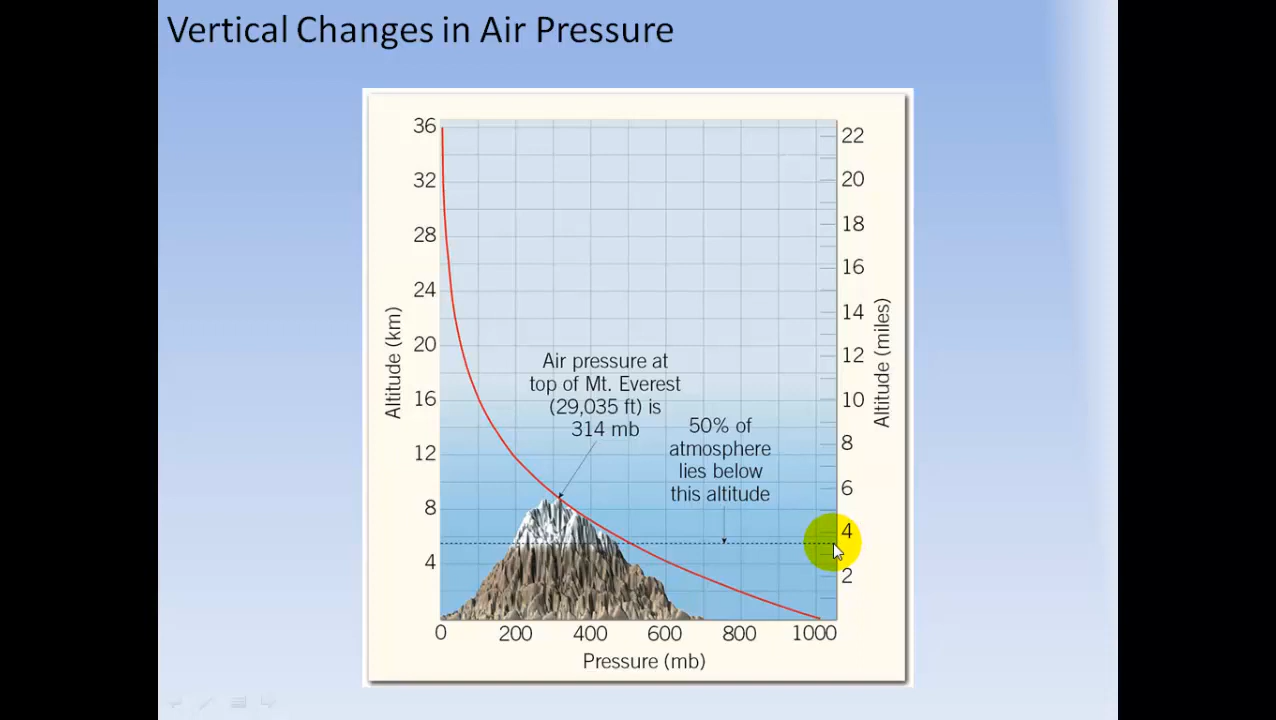 Vertical Changes in Air Pressure
36
32
28
24
20
16
12
8
4
Altitude (km)
22
20
18
16
14
12
10
8
6
4
2
Altitude (miles)
Air pressure at
top of Mt. Everest
(29,035 ft) is
314 mb
50% of
atmosphere
lies below
this altitude
0 200 400 600 800 1000
Pressure (mb)